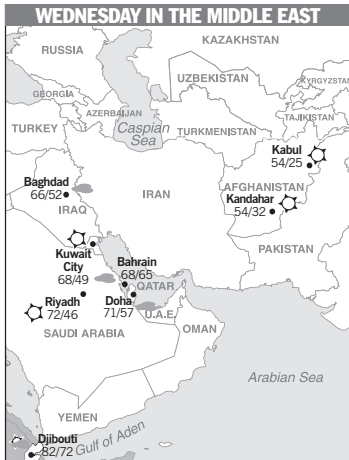 WEDNESDAY IN THE MIDDLE EAST
RUSSIA
KAZAKHSTAN
UZBEKISTAN
KYRGYZSTAN
GEORGIA
AZERBAIJAN
TAJIKISTAN
TURKEY
Caspian
Sea
TURKMENISTAN
Kabul
54/25
Baghdad
66/52
IRAQ
IRAN
AFGHANISTAN
Kandahar
54/32
PAKISTAN
Kuwait
City
68/49
Bahrain
68/65
QATAR
Riyadh
72/46
Doha
71/57
U.A.E.
SAUDI ARABIA
OMAN
Arabian Sea
YEMEN
Djibouti
82/72
Gulf of Aden